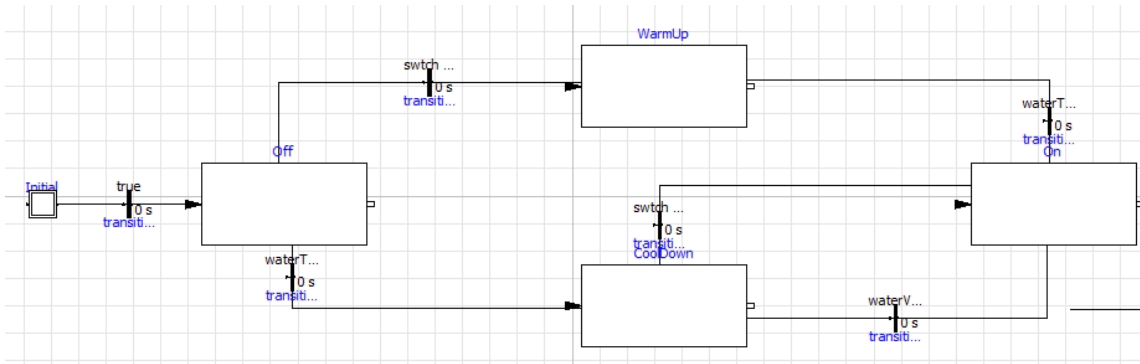 WarmUp
swtch ...
0 s
transiti...
waterT...
0 s
transiti...
Off
On
Initial
true
0 s
transiti...
swtch ...
0 s
transiti...
CoolDown
waterT...
0 s
transiti...
waterV...
0 s
transiti...